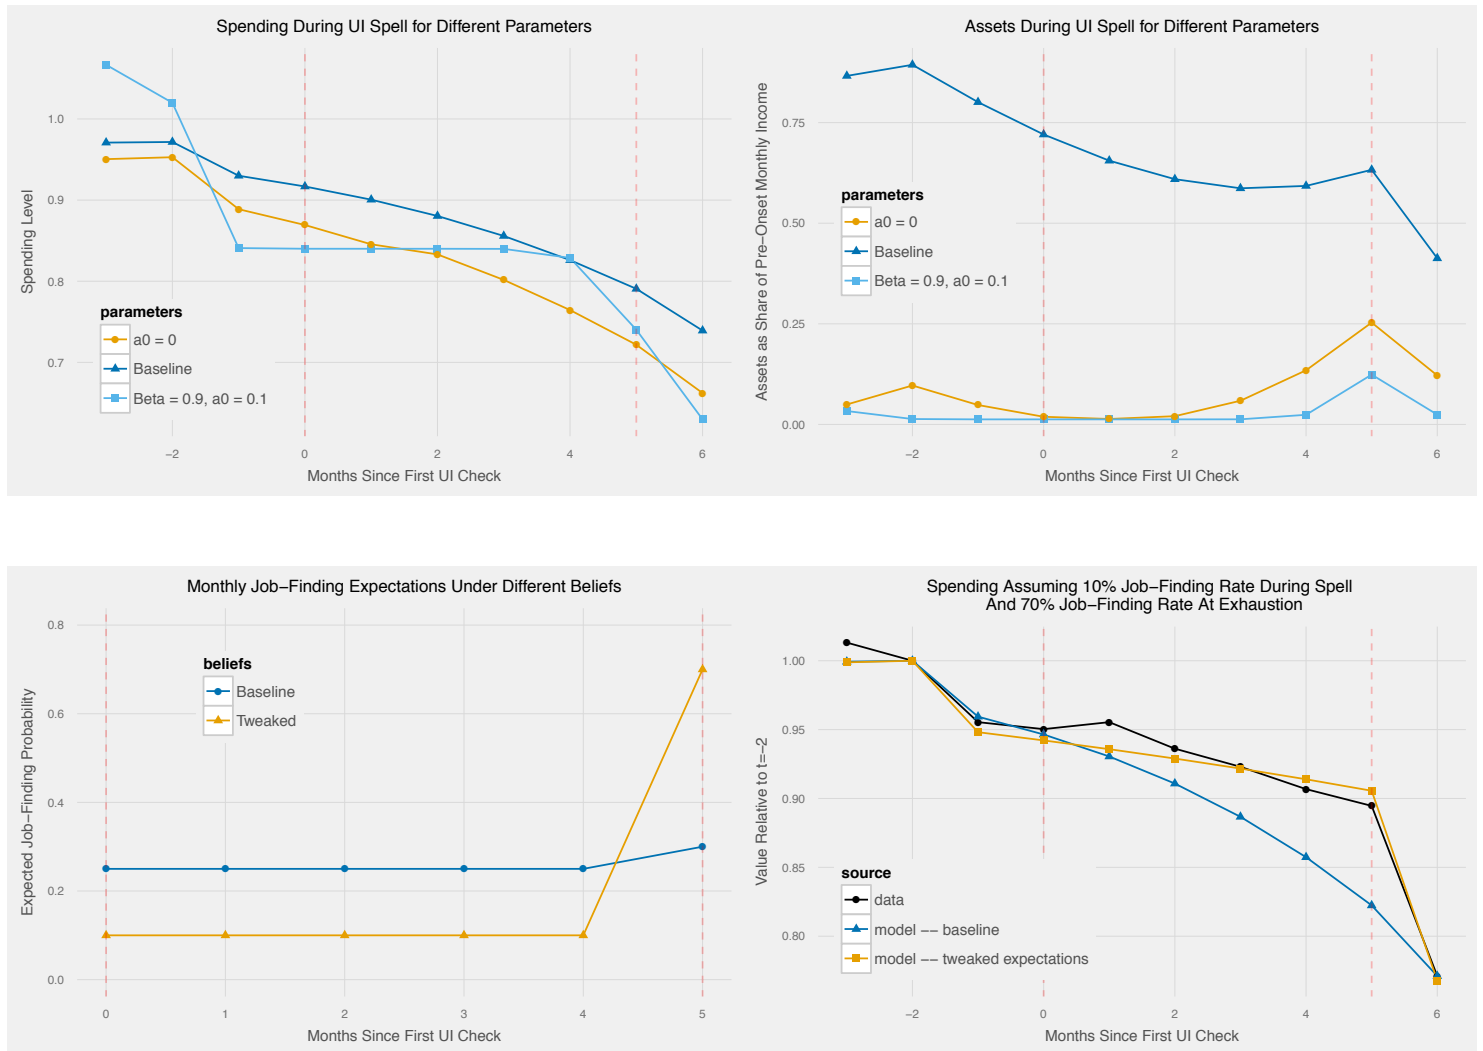 Spending During UI Spell for Different Parameters
Spending Level
1.0
0.9
0.8
0.7
parameters
a0 = 0
Baseline
Beta = 0.9, a0 = 0.1
−2
0
2
4
6
Months Since First UI Check
Assets During UI Spell for Different Parameters
Assets as Share of Pre−Onset Monthly Income
0.75
0.50
0.25
0.00
parameters
a0 = 0
Baseline
Beta = 0.9, a0 = 0.1
−2
0
2
4
6
Months Since First UI Check
Monthly Job−Finding Expectations Under Different Beliefs
Expected Job−Finding Probability
0.8
0.6
0.4
0.2
0.0
beliefs
Baseline
Tweaked
0
1
2
3
4
5
Months Since First UI Check
Spending Assuming 10% Job−Finding Rate During Spell
And 70% Job−Finding Rate At Exhaustion
Value Relative to t=−2
1.00
0.95
0.90
0.85
0.80
source
data
model −− baseline
model −− tweaked expectations
−2
0
2
4
6
Months Since First UI Check